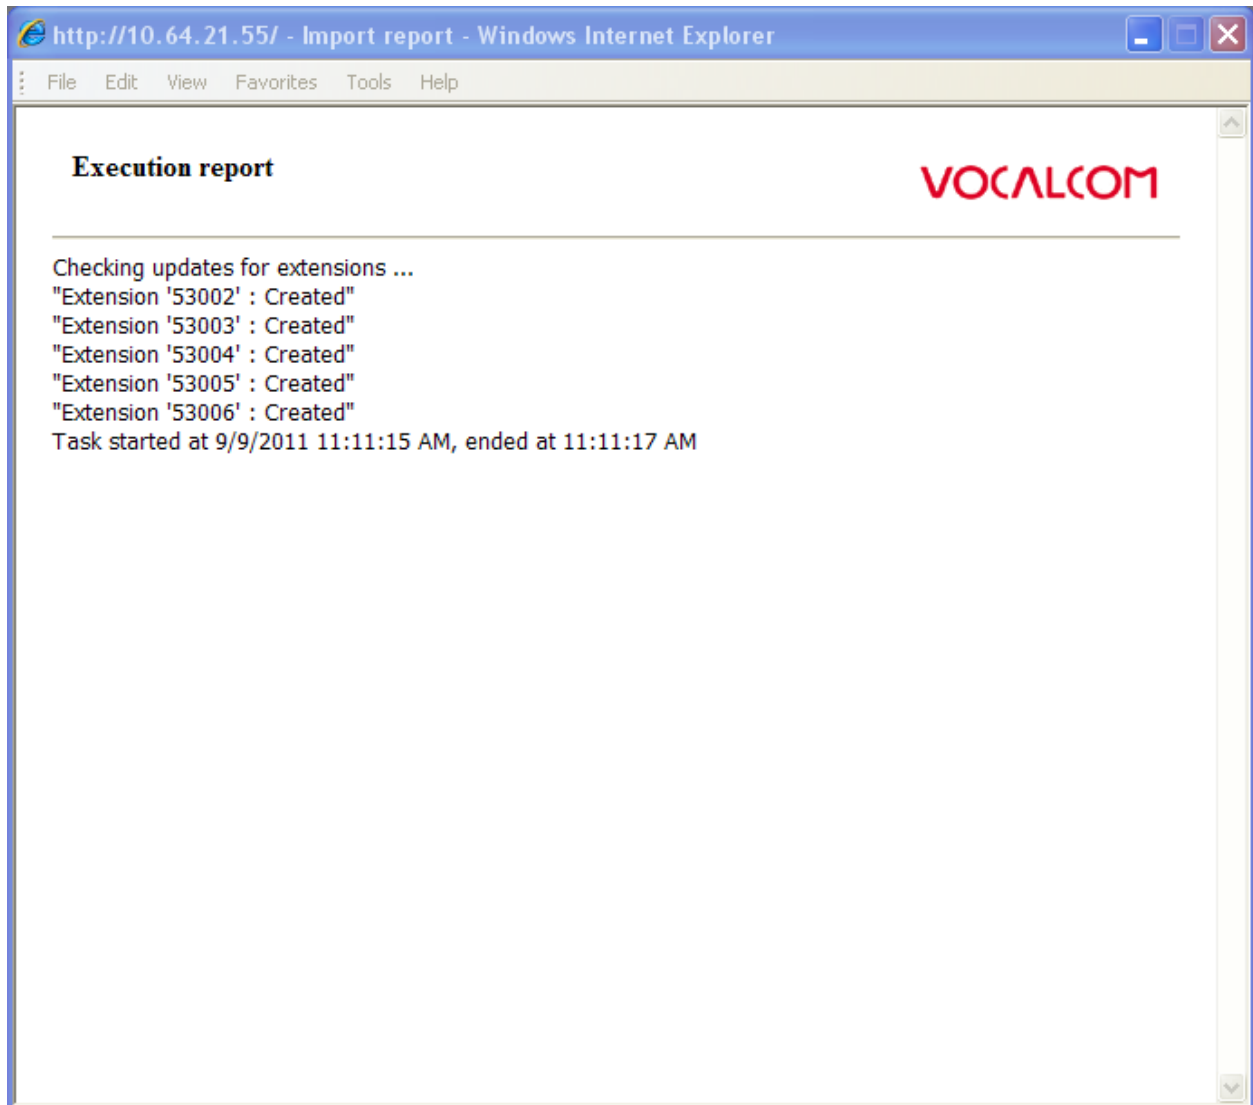 http://10.64.21.55/ - Import report - Windows Internet Explorer
File Edit View Favorites Tools Help
Execution report
VOCALCOM
Checking updates for extensions ...
"Extension '53002' : Created"
"Extension '53003' : Created"
"Extension '53004' : Created"
"Extension '53005' : Created"
"Extension '53006' : Created"
Task started at 9/9/2011 11:11:15 AM, ended at 11:11:17 AM